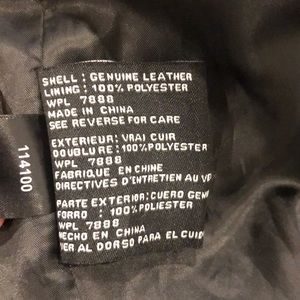 SHELL: GENUINE LEATHER
LINING: 100% POLYESTER
WPL 7888
MADE IN CHINA
SEE REVERSE FOR CARE
EXTERIEUR: VRAI CUIR
DOUBLURE: 100% POLYESTER
WPL 7888
FABRIQUE EN CHINE
DIRECTIVES D'ENTRETIEN AU
PARTE EXTERIOR: CUERO
FORRO : 100% POLIESTER
WPL 7888
HECHO EN CHINA
AL DORSO PARA EL
114100